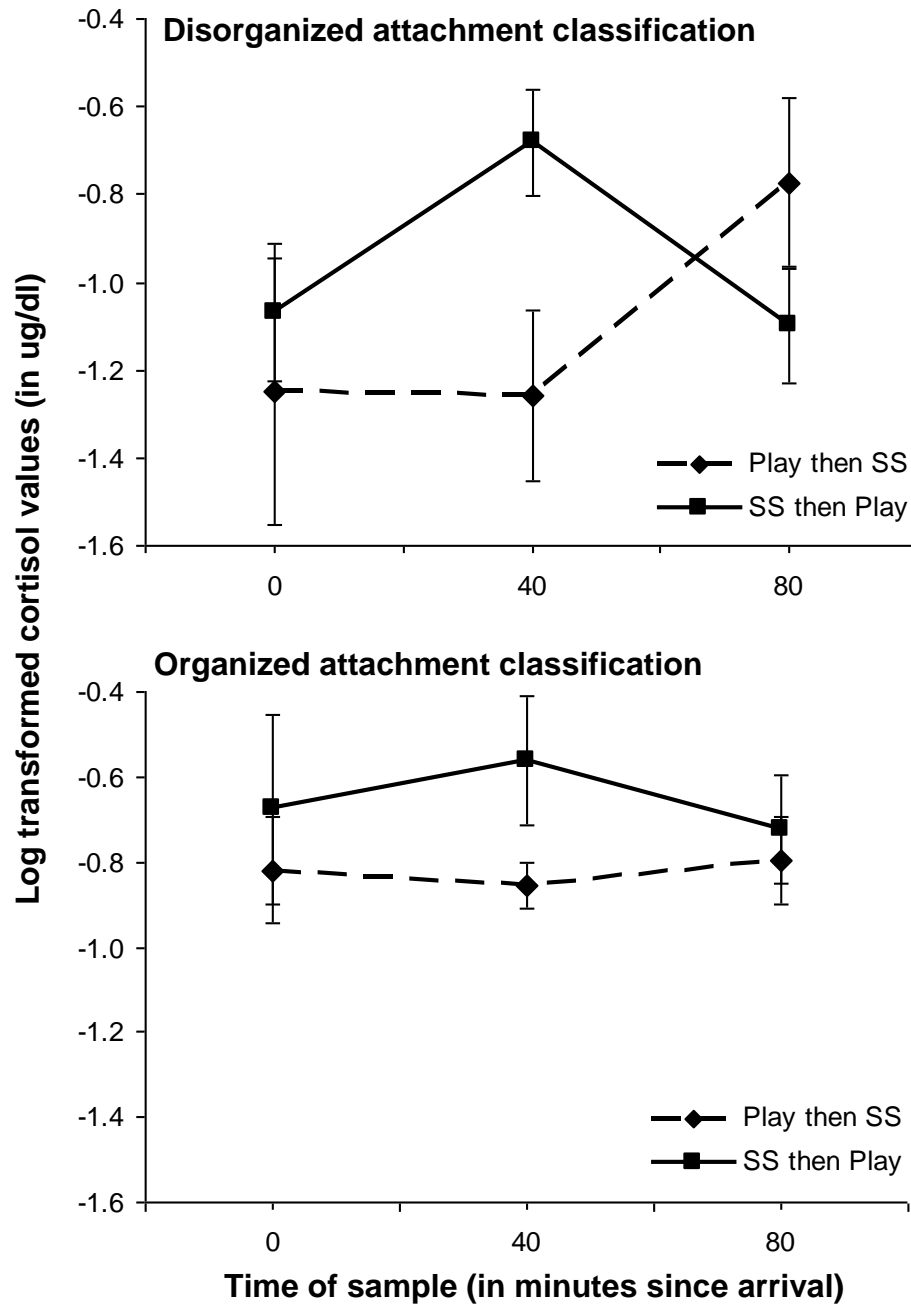 Disorganized attachment classification
-0.4
-0.6
-0.8
-1.0
-1.2
-1.4
-1.6
0
40
80
Play then SS
SS then Play
Log transformed cortisol values (in ug/dl)
Organized attachment classification
-0.4
-0.6
-0.8
-1.0
-1.2
-1.4
-1.6
0
40
80
Play then SS
SS then Play
Time of sample (in minutes since arrival)